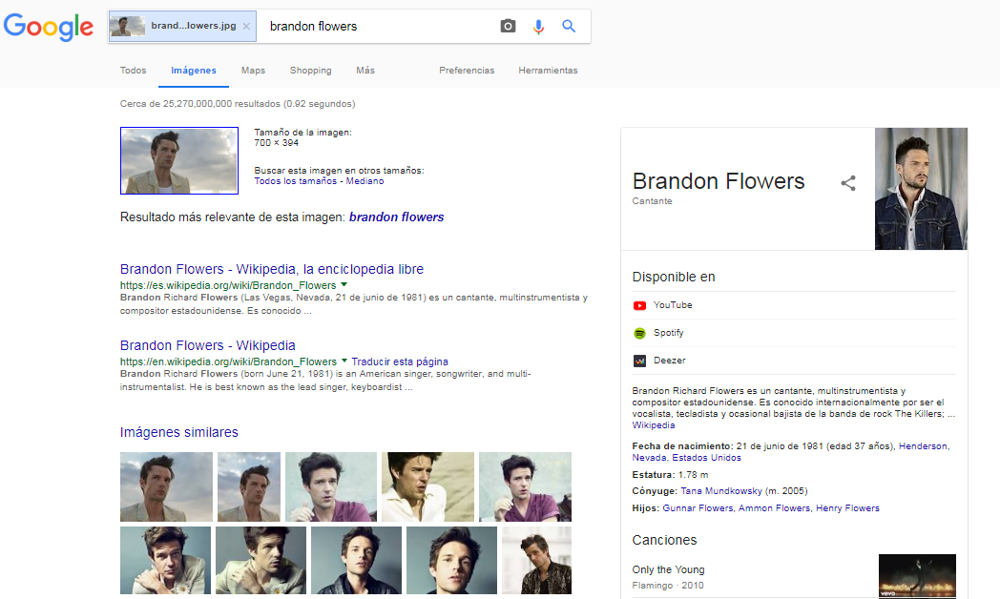 Google
brand...lowers.jpg ×
brandon flowers
Todos Imágenes Maps Shopping Más Preferencias Herramientas
Cerca de 25,270,000,000 resultados (0.92 segundos)
Tamaño de la imagen:
700 × 394
Buscar esta imagen en otros tamaños:
Todos los tamaños - Mediano
Resultado más relevante de esta imagen: brandon flowers
Brandon Flowers - Wikipedia, la enciclopedia libre
https://es.wikipedia.org/wiki/Brandon_Flowers
Brandon Richard Flowers (Las Vegas, Nevada, 21 de junio de 1981) es un cantante, multinstrumentista y
compositor estadounidense. Es conocido ...
Brandon Flowers - Wikipedia
https://en.wikipedia.org/wiki/Brandon_Flowers Traducir esta página
Brandon Richard Flowers (born June 21, 1981) is an American singer, songwriter, and multi-
instrumentalist. He is best known as the lead singer, keyboardist ...
Imágenes similares
Brandon Flowers
Cantante
Disponible en
YouTube
Spotify
Deezer
Brandon Richard Flowers es un cantante, multinstrumentista y
compositor estadounidense. Es conocido internacionalmente por ser el
vocalista, tecladista y ocasional bajista de la banda de rock The Killers; ...
Wikipedia
Fecha de nacimiento: 21 de junio de 1981 (edad 37 años), Henderson,
Nevada, Estados Unidos
Estatura: 1.78 m
Cónyuge: Tana Mundkowsky (m. 2005)
Hijos: Gunnar Flowers, Ammon Flowers, Henry Flowers
Canciones
Only the Young
Flamingo · 2010
vevo